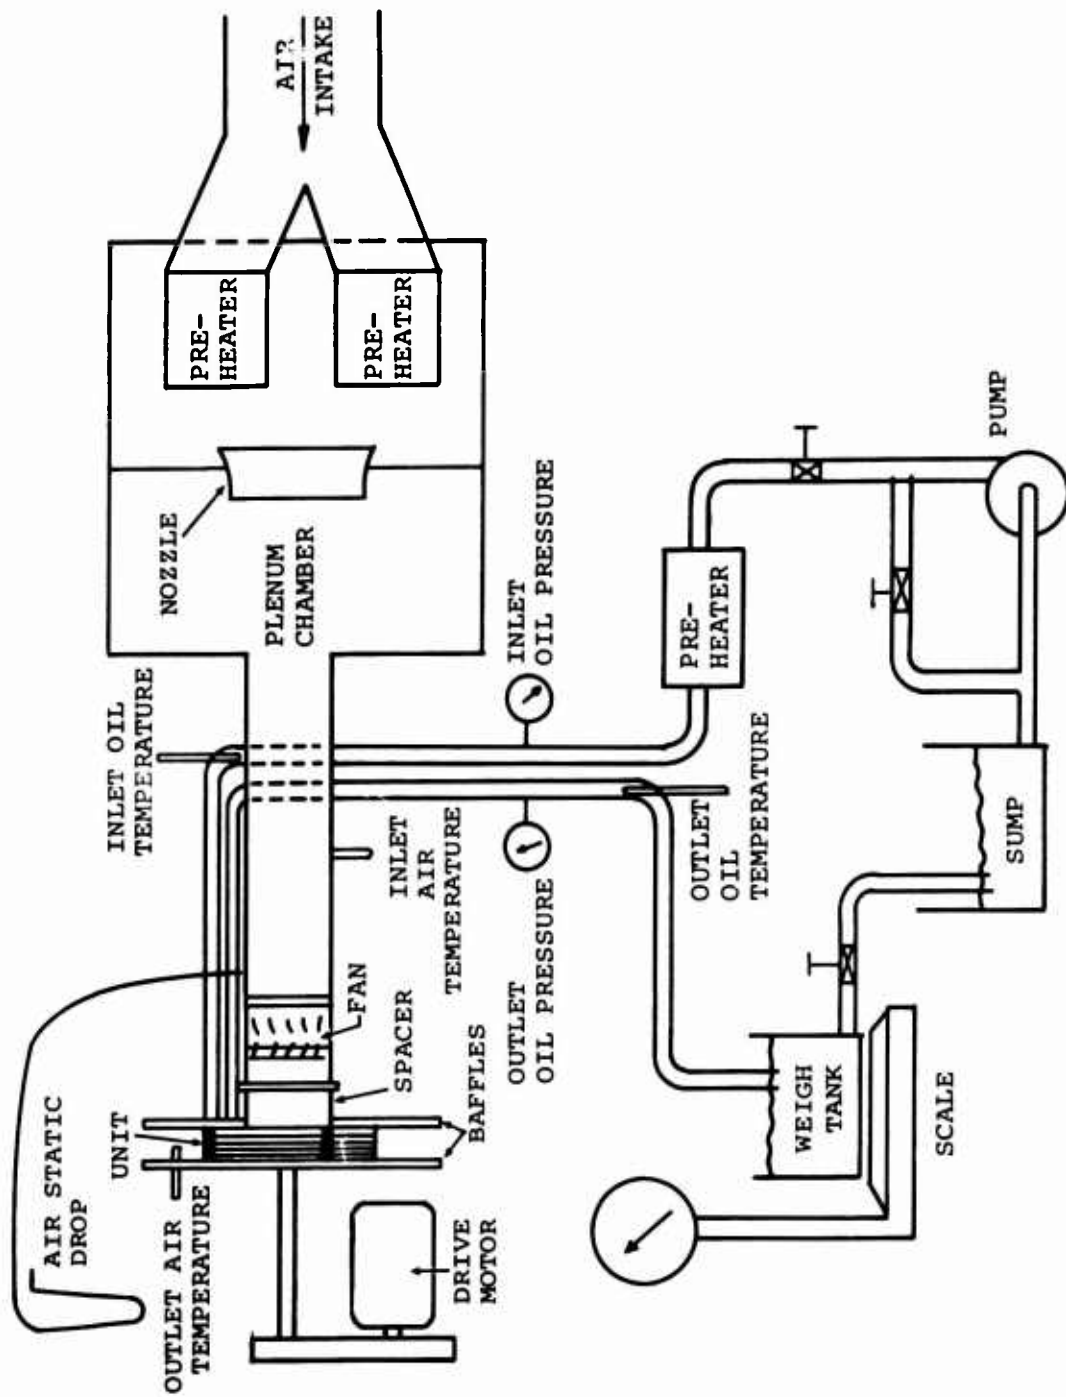 AIR
INTAKE
PRE-
HEATER
PRE-
HEATER
NOZZLE
PLENUM
CHAMBER
INLET OIL
TEMPERATURE
INLET
OIL PRESSURE
PRE-
HEATER
PUMP
INLET
AIR
TEMPERATURE
OUTLET
OIL PRESSURE
OUTLET
OIL
TEMPERATURE
SUMP
FAN
SPACER
BAFFLES
UNIT
AIR STATIC
DROP
OUTLET AIR
TEMPERATURE
DRIVE
MOTOR
WEIGH
TANK
SCALE